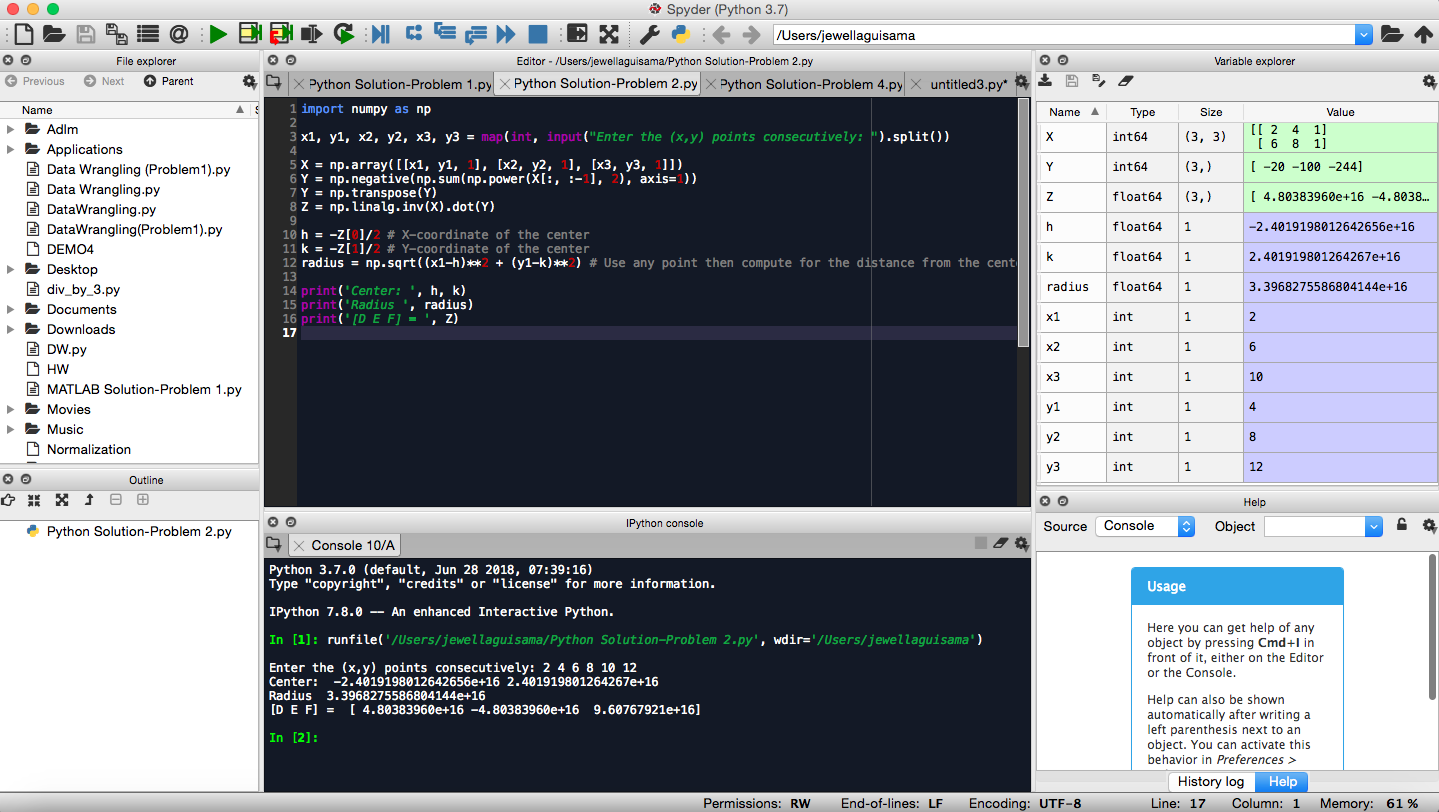 Spyder (Python 3.7)
/Users/jewellaguisama
File explorer
Previous Next Parent
Name
Adlm
Applications
Data Wrangling (Problem1).py
Data Wrangling.py
DataWrangling.py
DataWrangling(Problem1).py
DEMO4
Desktop
div_by_3.py
Documents
Downloads
DW.py
HW
MATLAB Solution-Problem 1.py
Movies
Music
Normalization
Outline
Python Solution-Problem 2.py
Editor - /Users/jewellaguisama/Python Solution-Problem 2.py
Python Solution-Problem 1.py Python Solution-Problem 2.py Python Solution-Problem 4.py untitled3.py*
1 import numpy as np
2
3 x1, y1, x2, y2, x3, y3 = map(int, input("Enter the (x,y) points consecutively: ").split())
4
5 X = np.array([[x1, y1, 1], [x2, y2, 1], [x3, y3, 1]])
6 Y = np.negative(np.sum(np.power(X[:, :-1], 2), axis=1))
7 Y = np.transpose(Y)
8 Z = np.linalg.inv(X).dot(Y)
9
10 h = -Z[0]/2 # X-coordinate of the center
11 k = -Z[1]/2 # Y-coordinate of the center
12 radius = np.sqrt((x1-h)**2 + (y1-k)**2) # Use any point then compute for the distance from the cent
13
14 print('Center: ', h, k)
15 print('Radius ', radius)
16 print('[D E F] = ', Z)
17
IPython console
Console 10/A
Python 3.7.0 (default, Jun 28 2018, 07:39:16)
Type "copyright", "credits" or "license" for more information.
IPython 7.8.0 -- An enhanced Interactive Python.
In [1]: runfile('/Users/jewellaguisama/Python Solution-Problem 2.py', wdir='/Users/jewellaguisama')
Enter the (x,y) points consecutively: 2 4 6 8 10 12
Center:  -2.4019198012642656e+16 2.401919801264267e+16
Radius  3.3968275586804144e+16
[D E F] =  [ 4.80383960e+16 -4.80383960e+16  9.60767921e+16]
In [2]:
Variable explorer
Name Type Size Value
X int64 (3, 3) [[ 2 4 1]
[ 6 8 1]
Y int64 (3,) [ -20 -100 -244]
Z float64 (3,) [ 4.80383960e+16 -4.8038…
h float64 1 -2.4019198012642656e+16
k float64 1 2.401919801264267e+16
radius float64 1 3.3968275586804144e+16
x1 int 1 2
x2 int 1 6
x3 int 1 10
y1 int 1 4
y2 int 1 8
y3 int 1 12
Help
Source Console Object
Usage
Here you can get help of any
object by pressing Cmd+I in
front of it, either on the Editor
or the Console.
Help can also be shown
automatically after writing a
left parenthesis next to an
object. You can activate this
behavior in Preferences >
History log Help
Permissions: RW End-of-lines: LF Encoding: UTF-8 Line: 17 Column: 1 Memory: 61 %